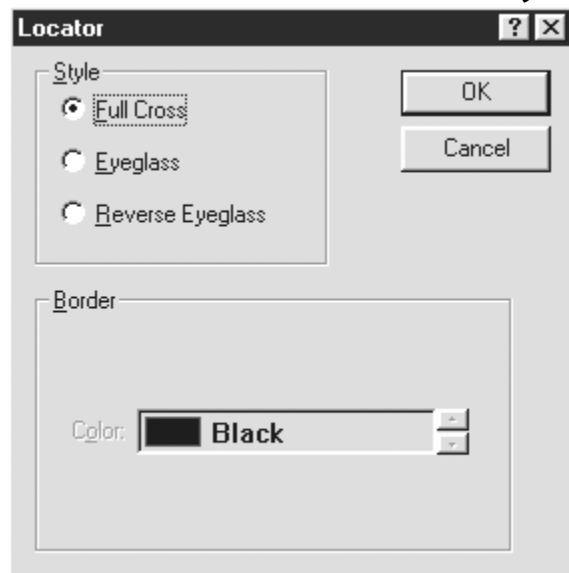 Locator
Style
Full Cross
Eyeglass
Reverse Eyeglass
OK
Cancel
Border
Color:
Black